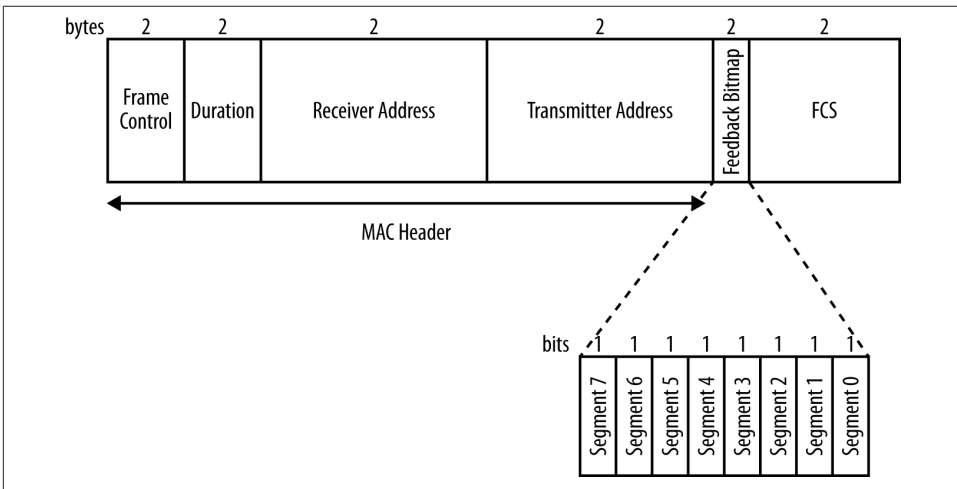 bytes 2 2 2 2 2 2
Frame Control
Duration
Receiver Address
Transmitter Address
Feedback Bitmap
FCS
MAC Header
bits 1 1 1 1 1 1 1 1
Segment 7
Segment 6
Segment 5
Segment 4
Segment 3
Segment 2
Segment 1
Segment 0